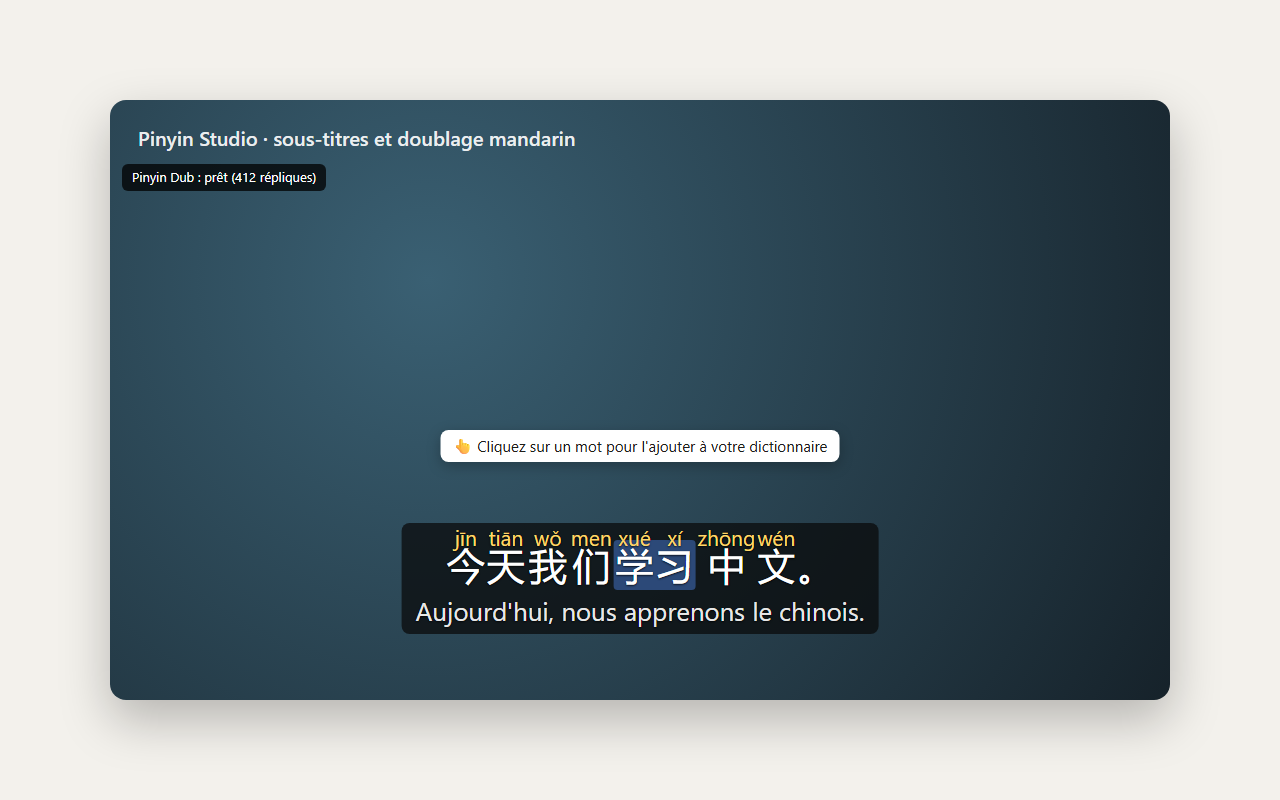 Pinyin Studio · sous-titres et doublage mandarin
Pinyin Dub : prêt (412 répliques)
👆 Cliquez sur un mot pour l'ajouter à votre dictionnaire
jīn tiān wǒ men xué xí zhōng wén
今天我们学习中文。
Aujourd'hui, nous apprenons le chinois.